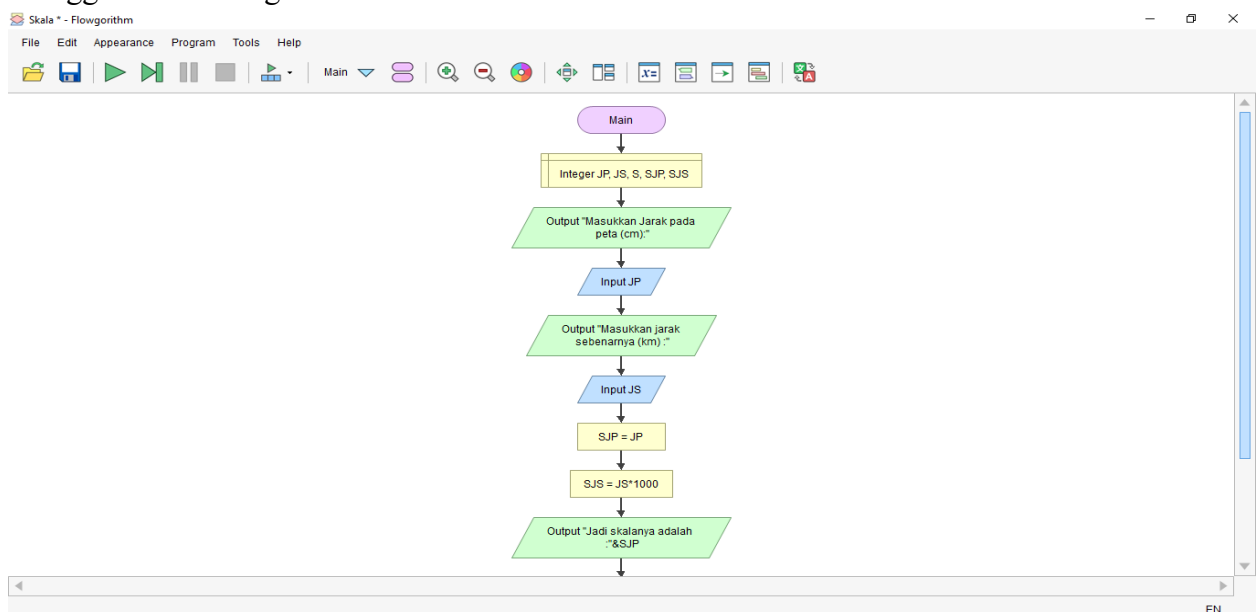 Skala * - Flowgorithm
File Edit Appearance Program Tools Help
Main
x=
Main
Integer JP, JS, S, SJP, SJS
Output "Masukkan Jarak pada
peta (cm):"
Input JP
Output "Masukkan jarak
sebenarnya (km) :"
Input JS
SJP = JP
SJS = JS*1000
Output "Jadi skalanya adalah
:"&SJP